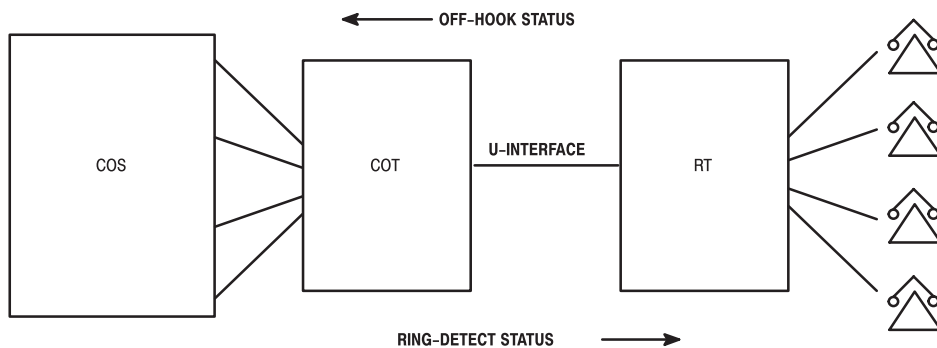 OFF–HOOK STATUS
COS
COT
U–INTERFACE
RT
RING–DETECT STATUS